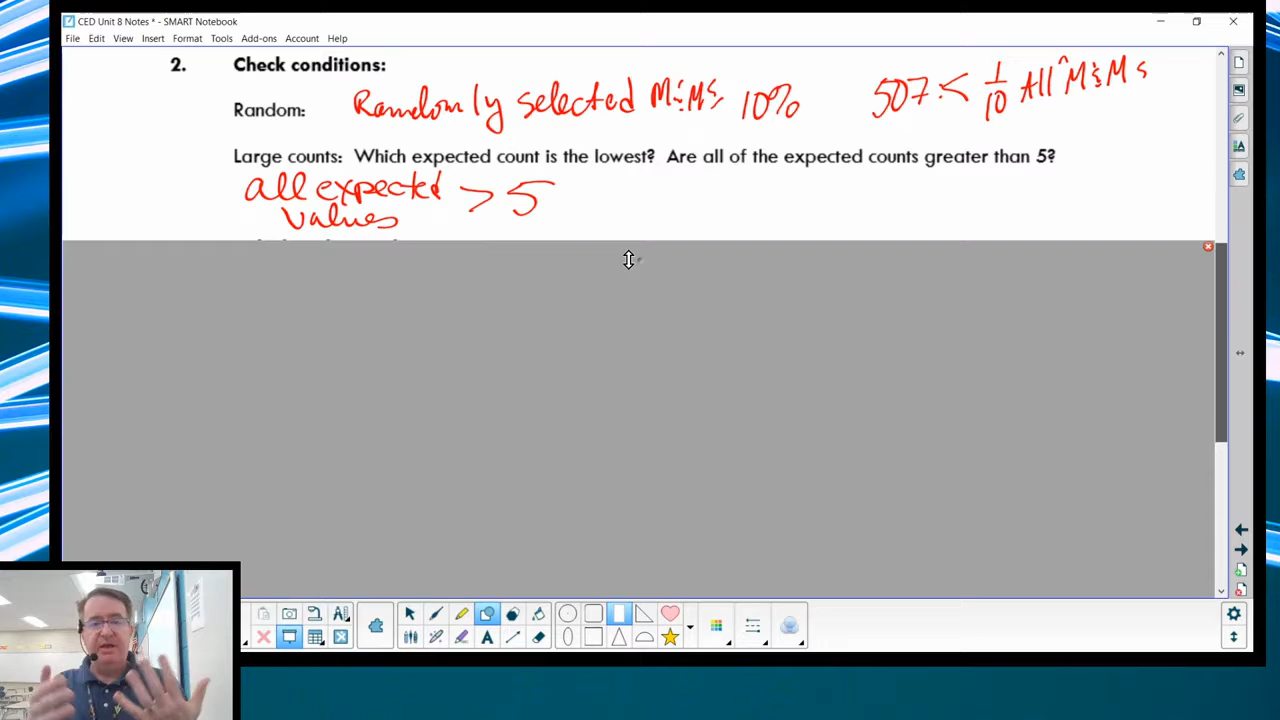 CED Unit 8 Notes * - SMART Notebook
File Edit View Insert Format Tools Add-ons Account Help
2. Check conditions:
Random: Randomly selected M&Ms, 10% 507 < 1/10 All M&Ms
Large counts: Which expected count is the lowest? Are all of the expected counts greater than 5?
all expected > 5
values